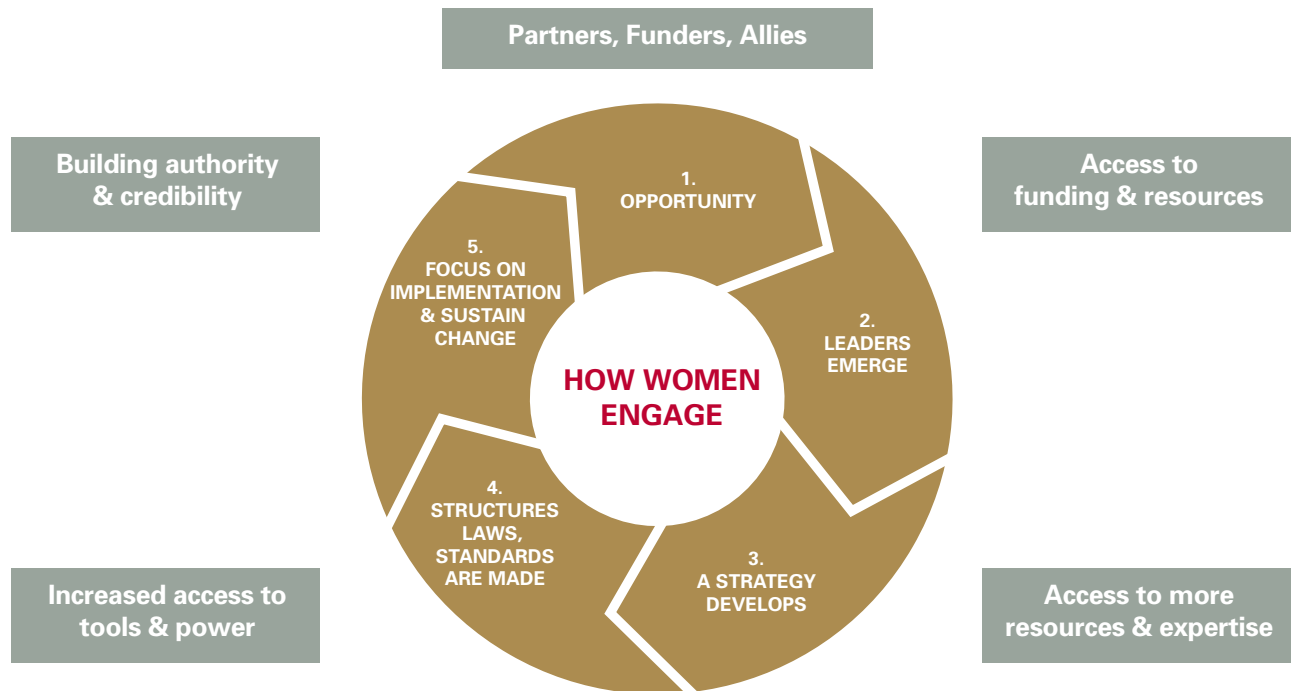 Partners, Funders, Allies
Building authority
& credibility
Access to
funding & resources
1.
OPPORTUNITY
5.
FOCUS ON
IMPLEMENTATION
& SUSTAIN
CHANGE
2.
LEADERS
EMERGE
HOW WOMEN
ENGAGE
4.
STRUCTURES
LAWS,
STANDARDS
ARE MADE
3.
A STRATEGY
DEVELOPS
Increased access to
tools & power
Access to more
resources & expertise